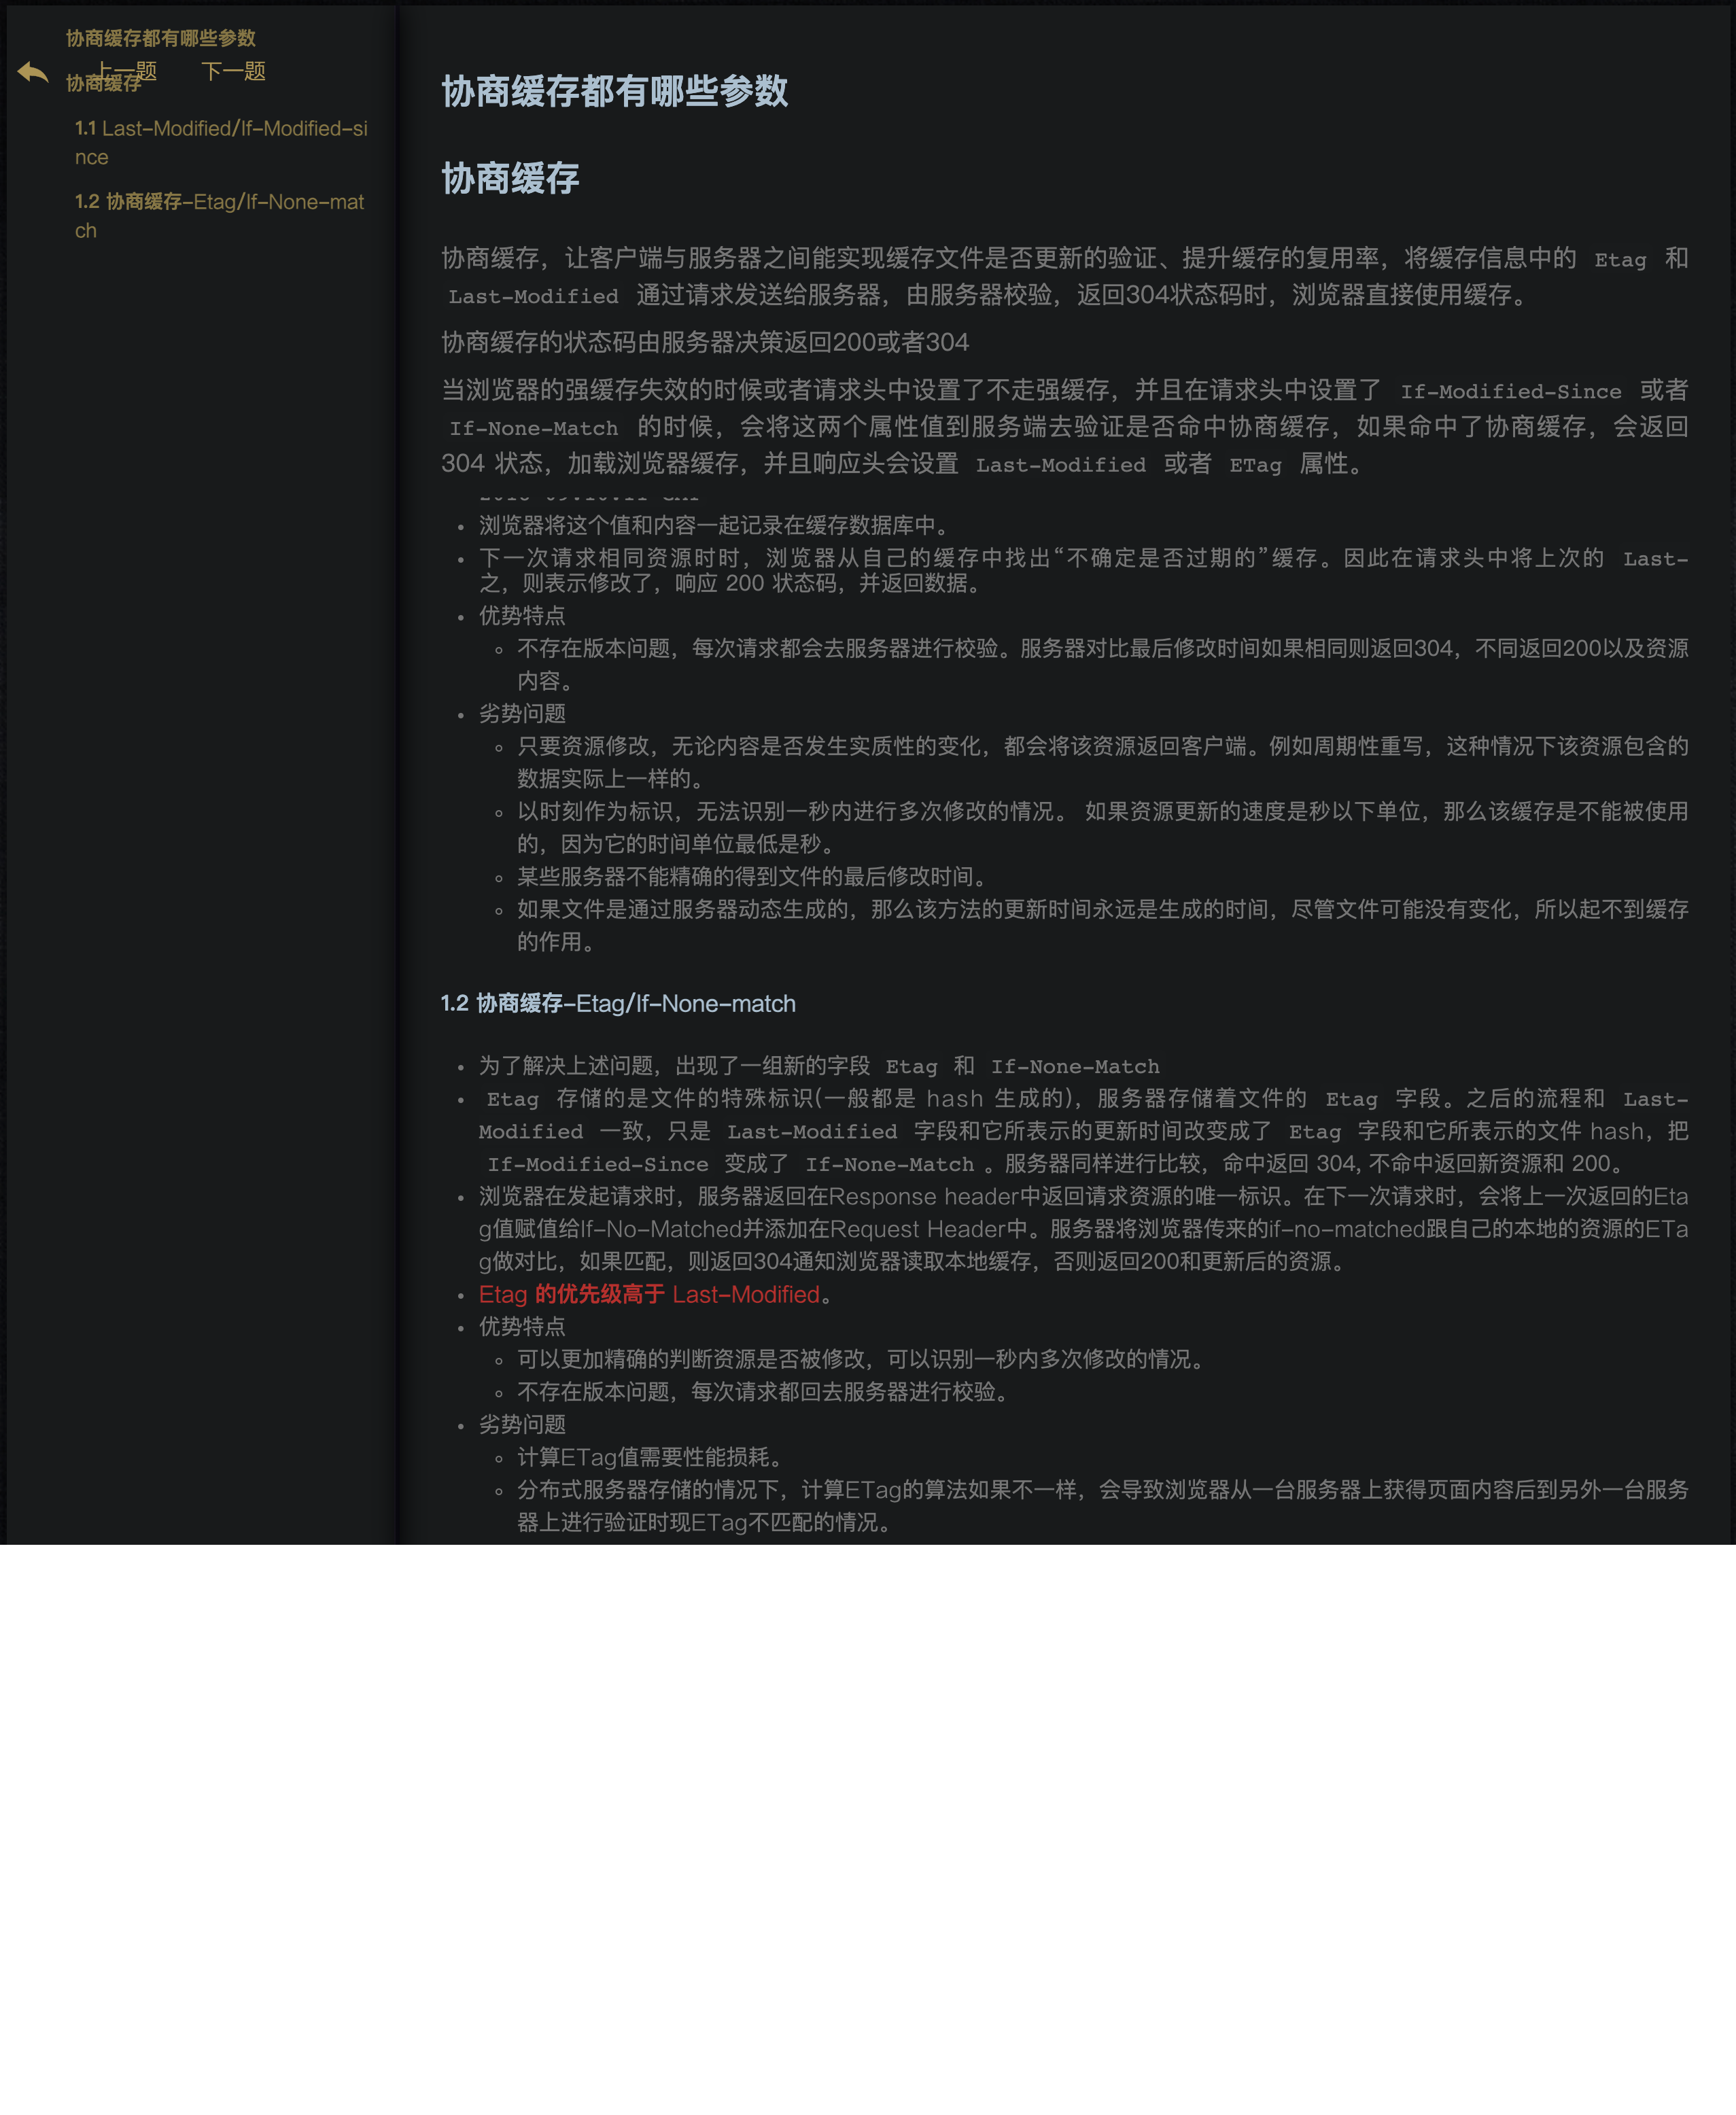 协商缓存都有哪些参数
上一题 下一题
协商缓存
1.1 Last-Modified/If-Modified-si
nce
1.2 协商缓存-Etag/If-None-mat
ch
协商缓存都有哪些参数
协商缓存
协商缓存，让客户端与服务器之间能实现缓存文件是否更新的验证、提升缓存的复用率，将缓存信息中的 Etag 和
Last-Modified 通过请求发送给服务器，由服务器校验，返回304状态码时，浏览器直接使用缓存。
协商缓存的状态码由服务器决策返回200或者304
当浏览器的强缓存失效的时候或者请求头中设置了不走强缓存，并且在请求头中设置了 If-Modified-Since 或者
If-None-Match 的时候，会将这两个属性值到服务端去验证是否命中协商缓存，如果命中了协商缓存，会返回
304 状态，加载浏览器缓存，并且响应头会设置 Last-Modified 或者 ETag 属性。
浏览器将这个值和内容一起记录在缓存数据库中。
下一次请求相同资源时时，浏览器从自己的缓存中找出“不确定是否过期的”缓存。因此在请求头中将上次的 Last-
之，则表示修改了，响应 200 状态码，并返回数据。
优势特点
不存在版本问题，每次请求都会去服务器进行校验。服务器对比最后修改时间如果相同则返回304，不同返回200以及资源
内容。
劣势问题
只要资源修改，无论内容是否发生实质性的变化，都会将该资源返回客户端。例如周期性重写，这种情况下该资源包含的
数据实际上一样的。
以时刻作为标识，无法识别一秒内进行多次修改的情况。 如果资源更新的速度是秒以下单位，那么该缓存是不能被使用
的，因为它的时间单位最低是秒。
某些服务器不能精确的得到文件的最后修改时间。
如果文件是通过服务器动态生成的，那么该方法的更新时间永远是生成的时间，尽管文件可能没有变化，所以起不到缓存
的作用。
1.2 协商缓存-Etag/If-None-match
为了解决上述问题，出现了一组新的字段 Etag 和 If-None-Match
Etag 存储的是文件的特殊标识(一般都是 hash 生成的)，服务器存储着文件的 Etag 字段。之后的流程和 Last-
Modified 一致，只是 Last-Modified 字段和它所表示的更新时间改变成了 Etag 字段和它所表示的文件 hash，把
If-Modified-Since 变成了 If-None-Match 。服务器同样进行比较，命中返回 304, 不命中返回新资源和 200。
浏览器在发起请求时，服务器返回在Response header中返回请求资源的唯一标识。在下一次请求时，会将上一次返回的Eta
g值赋值给If-No-Matched并添加在Request Header中。服务器将浏览器传来的if-no-matched跟自己的本地的资源的ETa
g做对比，如果匹配，则返回304通知浏览器读取本地缓存，否则返回200和更新后的资源。
Etag 的优先级高于 Last-Modified。
优势特点
可以更加精确的判断资源是否被修改，可以识别一秒内多次修改的情况。
不存在版本问题，每次请求都回去服务器进行校验。
劣势问题
计算ETag值需要性能损耗。
分布式服务器存储的情况下，计算ETag的算法如果不一样，会导致浏览器从一台服务器上获得页面内容后到另外一台服务
器上进行验证时现ETag不匹配的情况。